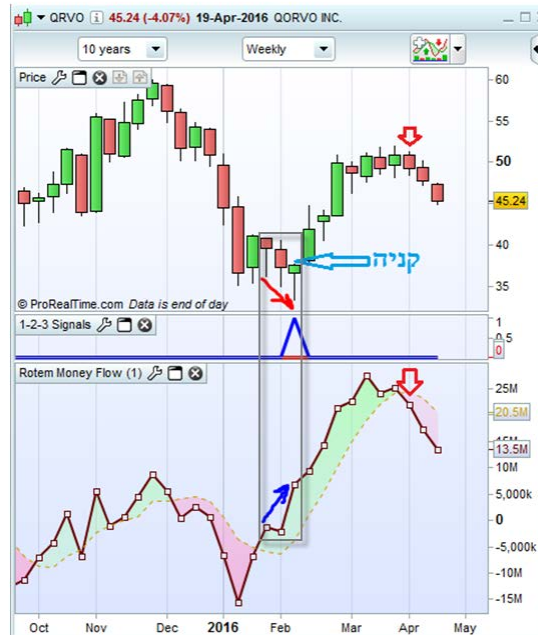 QRVO i 45.24 (-4.07%) 19-Apr-2016 QORVO INC.
10 years Weekly
Price
60
55
50
45.24
40
35
קניה
© ProRealTime.com Data is end of day
1-2-3 Signals
1
0.5
0
Rotem Money Flow (1)
25M
20.5M
13.5M
10M
5,000k
0
-5,000k
-10M
-15M
Oct Nov Dec 2016 Feb Mar Apr May